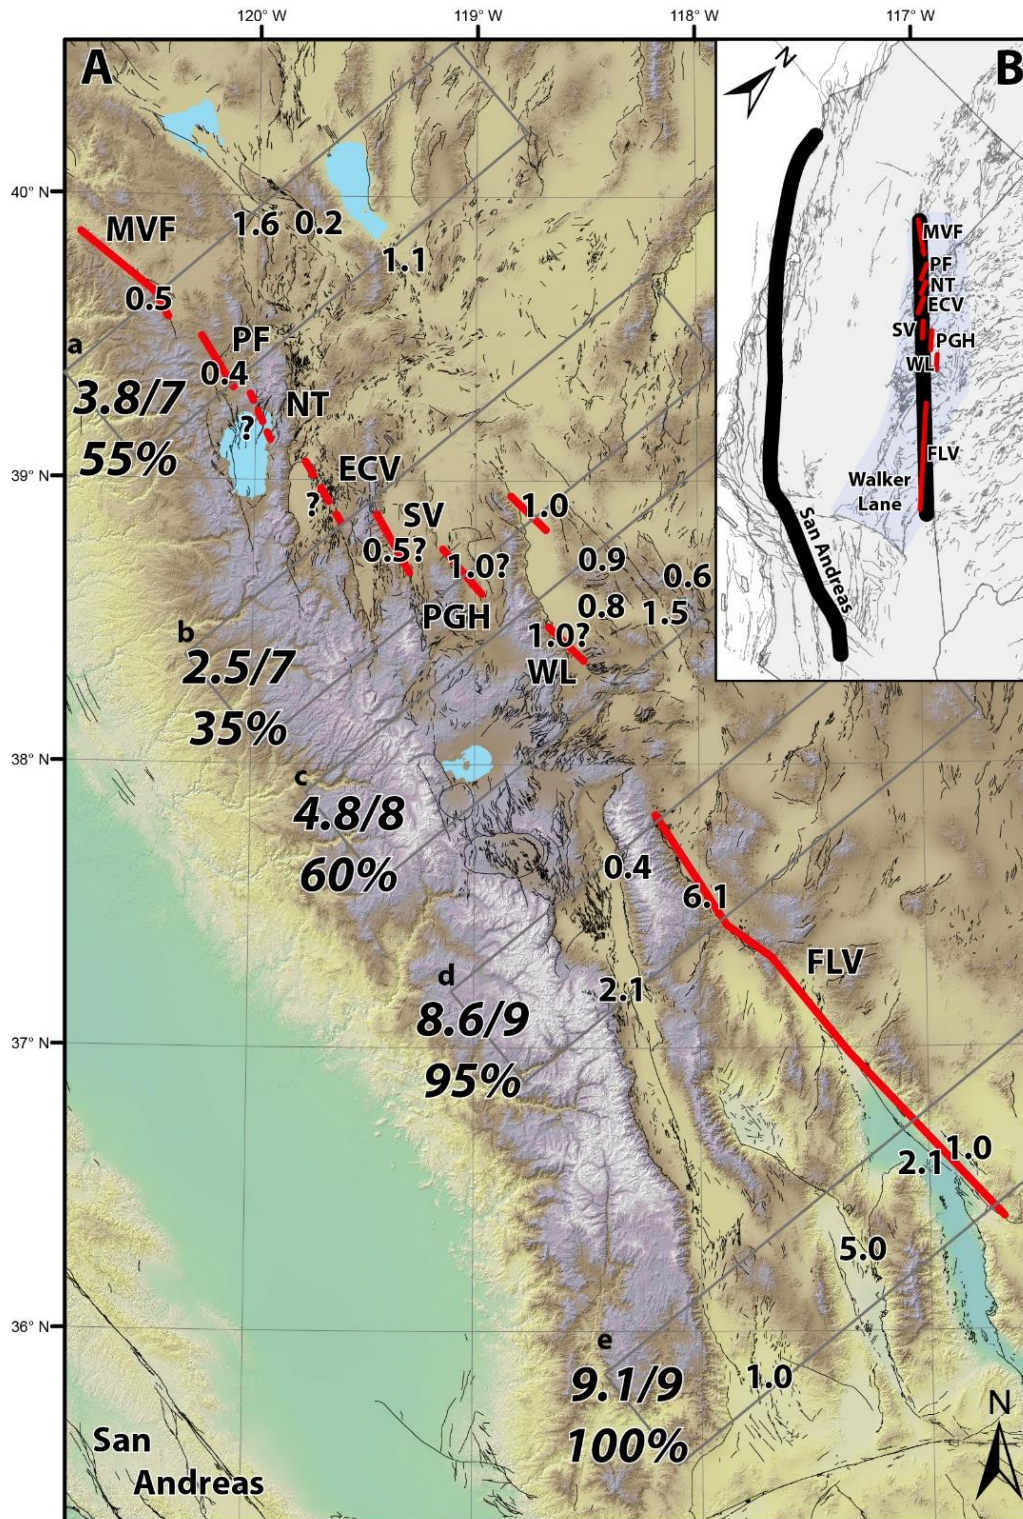 120° W
119° W
118° W
117° W
A
B
N
40° N
MVF
1.6
0.2
1.1
0.5
a
PF
0.4
3.8/7
55%
NT
?
39° N
ECV
?
SV
0.5?
1.0
1.0?
PGH
0.9
0.6
0.8
1.5
1.0?
WL
b
2.5/7
35%
38° N
c
4.8/8
60%
0.4
6.1
FLV
d
8.6/9
95%
2.1
37° N
1.0
2.1
5.0
36° N
e
9.1/9
100%
1.0
San
Andreas
N
MVF
PF
NT
ECV
SV
PGH
WL
FLV
Walker
Lane
San Andreas